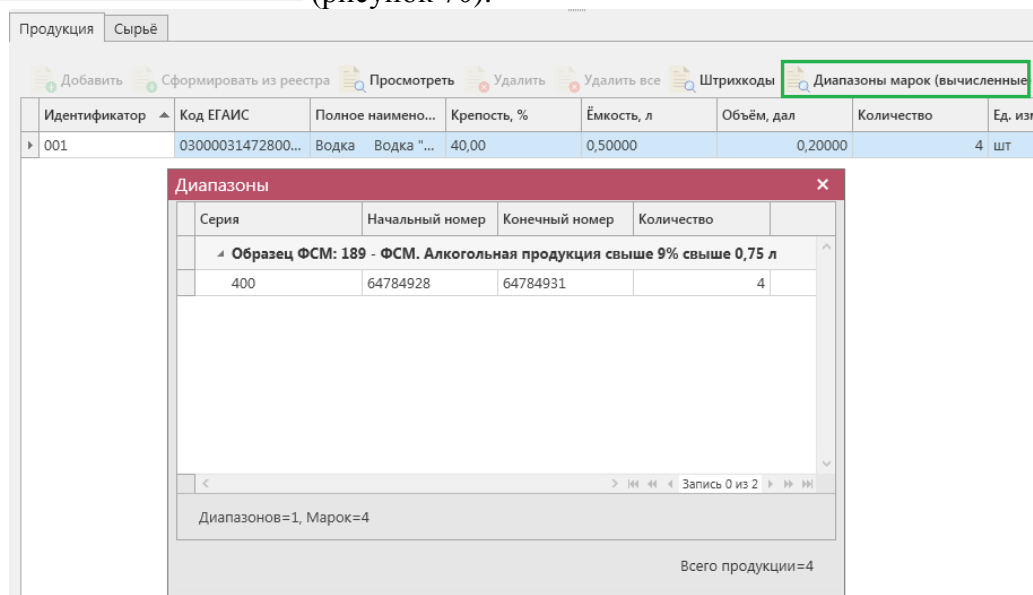 (рисунок 70).
Продукция Сырьё
Добавить Сформировать из реестра Просмотреть Удалить Удалить все Штрихкоды Диапазоны марок (вычисленные)
Идентификатор Код ЕГАИС Полное наимено... Крепость, % Ёмкость, л Объём, дал Количество Ед. изм
001 03000031472800... Водка Водка "... 40,00 0,50000 0,20000 4 шт
Диапазоны
Серия Начальный номер Конечный номер Количество
Образец ФСМ: 189 - ФСМ. Алкогольная продукция свыше 9% свыше 0,75 л
400 64784928 64784931 4
Запись 0 из 2
Диапазонов=1, Марок=4
Всего продукции=4